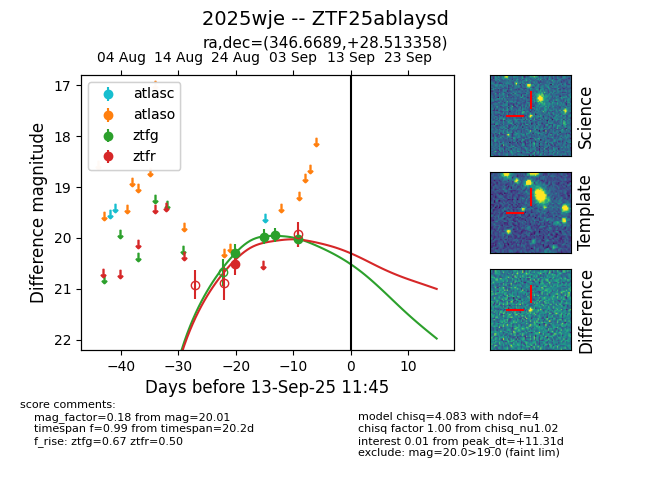 2025wje -- ZTF25ablaysd
ra,dec=(346.6689,+28.513358)
04 Aug 14 Aug 24 Aug 03 Sep 13 Sep 23 Sep
17
18
19
20
21
22
Difference magnitude
atlasc
atlaso
ztfg
ztfr
−40 −30 −20 −10 0 10
Days before 13-Sep-25 11:45
Science
Template
Difference
score comments:
mag_factor=0.18 from mag=20.01
timespan f=0.99 from timespan=20.2d
f_rise: ztfg=0.67 ztfr=0.50
model chisq=4.083 with ndof=4
chisq factor 1.00 from chisq_nu1.02
interest 0.01 from peak_dt=+11.31d
exclude: mag=20.0>19.0 (faint lim)